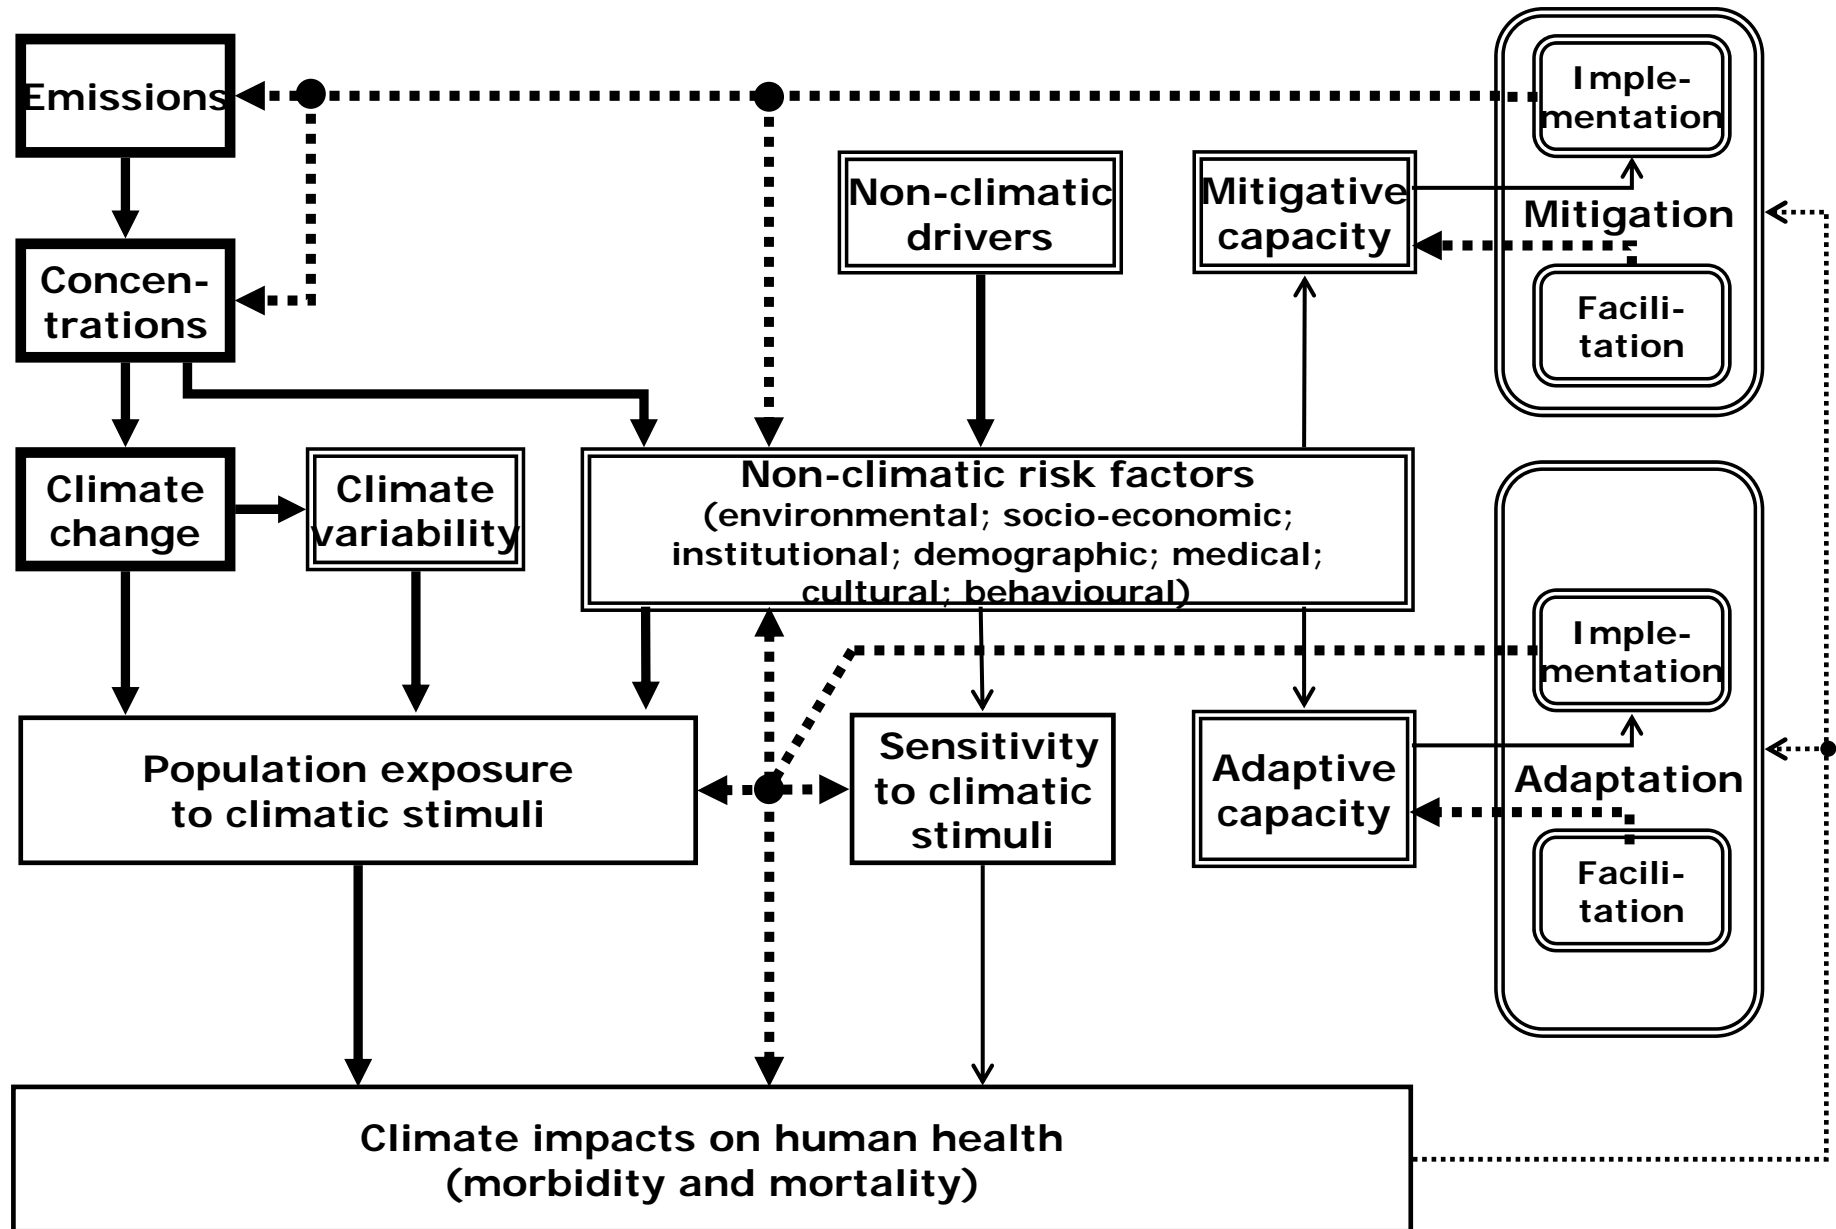 Emissions
Imple-
mentation
Non-climatic
drivers
Mitigative
capacity
Mitigation
Concen-
trations
Facili-
tation
Climate
change
Climate
variability
Non-climatic risk factors
(environmental; socio-economic;
institutional; demographic; medical;
cultural; behavioural)
Imple-
mentation
Population exposure
to climatic stimuli
Sensitivity
to climatic
stimuli
Adaptive
capacity
Adaptation
Facili-
tation
Climate impacts on human health
(morbidity and mortality)